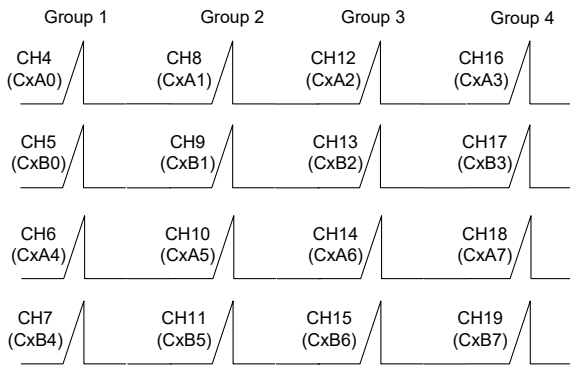 Group 1 Group 2 Group 3 Group 4
CH4 CH8 CH12 CH16
(CxA0) (CxA1) (CxA2) (CxA3)
CH5 CH9 CH13 CH17
(CxB0) (CxB1) (CxB2) (CxB3)
CH6 CH10 CH14 CH18
(CxA4) (CxA5) (CxA6) (CxA7)
CH7 CH11 CH15 CH19
(CxB4) (CxB5) (CxB6) (CxB7)